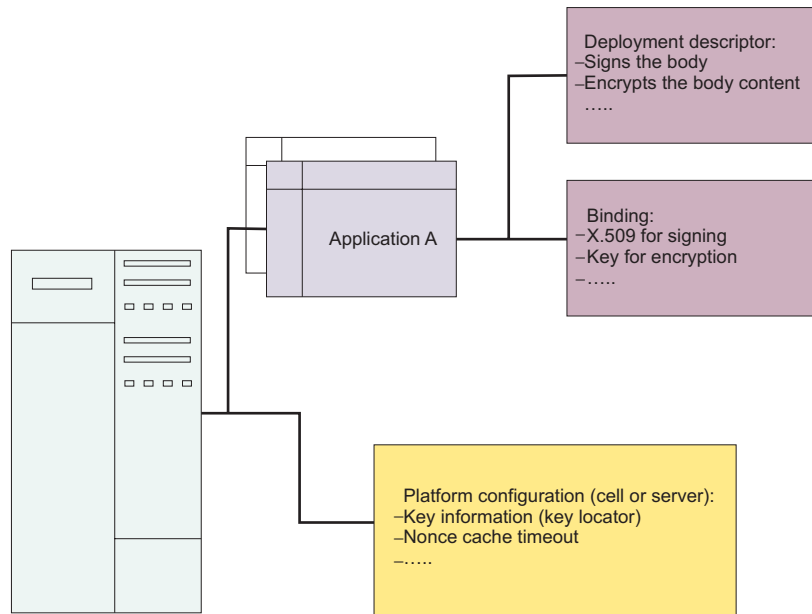 Deployment descriptor:
–Signs the body
–Encrypts the body content
…..
Application A
Binding:
–X.509 for signing
–Key for encryption
–…..
Platform configuration (cell or server):
–Key information (key locator)
–Nonce cache timeout
–…..